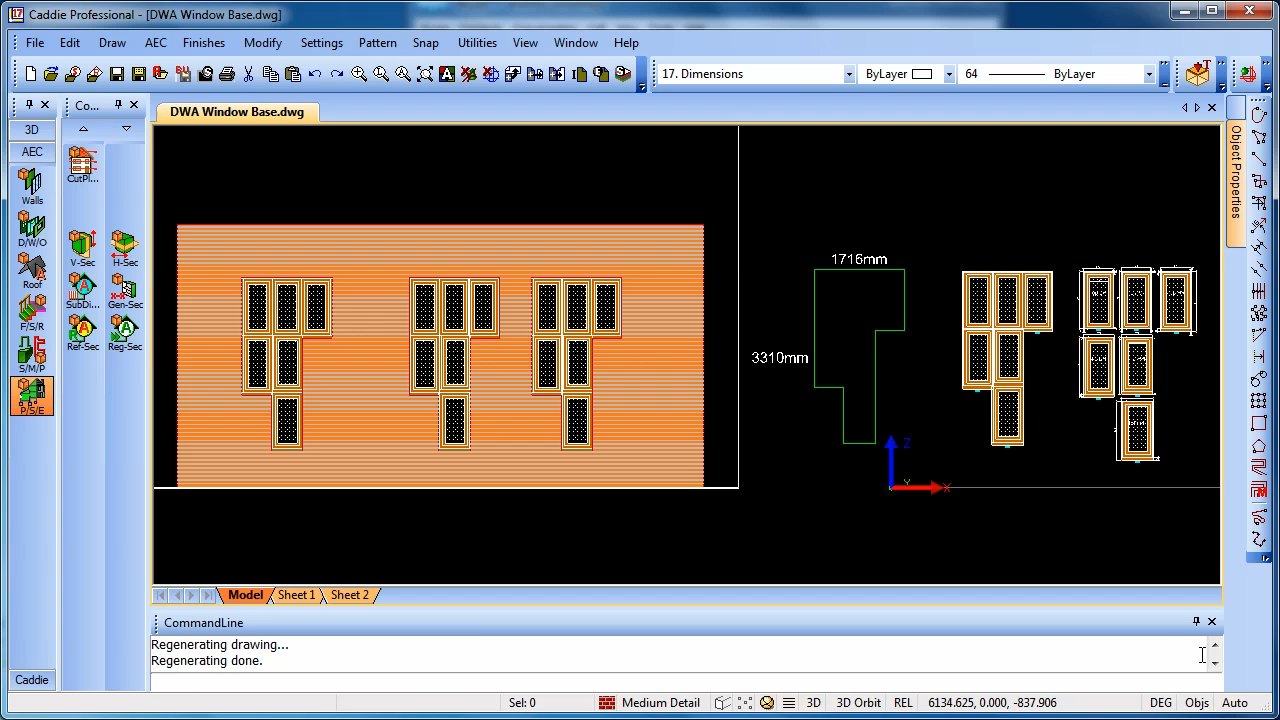 Caddie Professional - [DWA Window Base.dwg]
File Edit Draw AEC Finishes Modify Settings Pattern Snap Utilities View Window Help
17. Dimensions ByLayer 64 ByLayer
Co...
DWA Window Base.dwg
3D
AEC
Walls
D/W/O
Roof
F/S/R
S/M/P
P/S/E
Caddie
CutPl...
V-Sec H-Sec
SubDi... Gen-Sec
Ref-Sec Reg-Sec
1716mm
3310mm
Z
Y X
Object Properties
Model Sheet 1 Sheet 2
CommandLine
Regenerating drawing...
Regenerating done.
Sel: 0 Medium Detail 3D 3D Orbit REL 6134.625, 0.000, -837.906 DEG Objs Auto